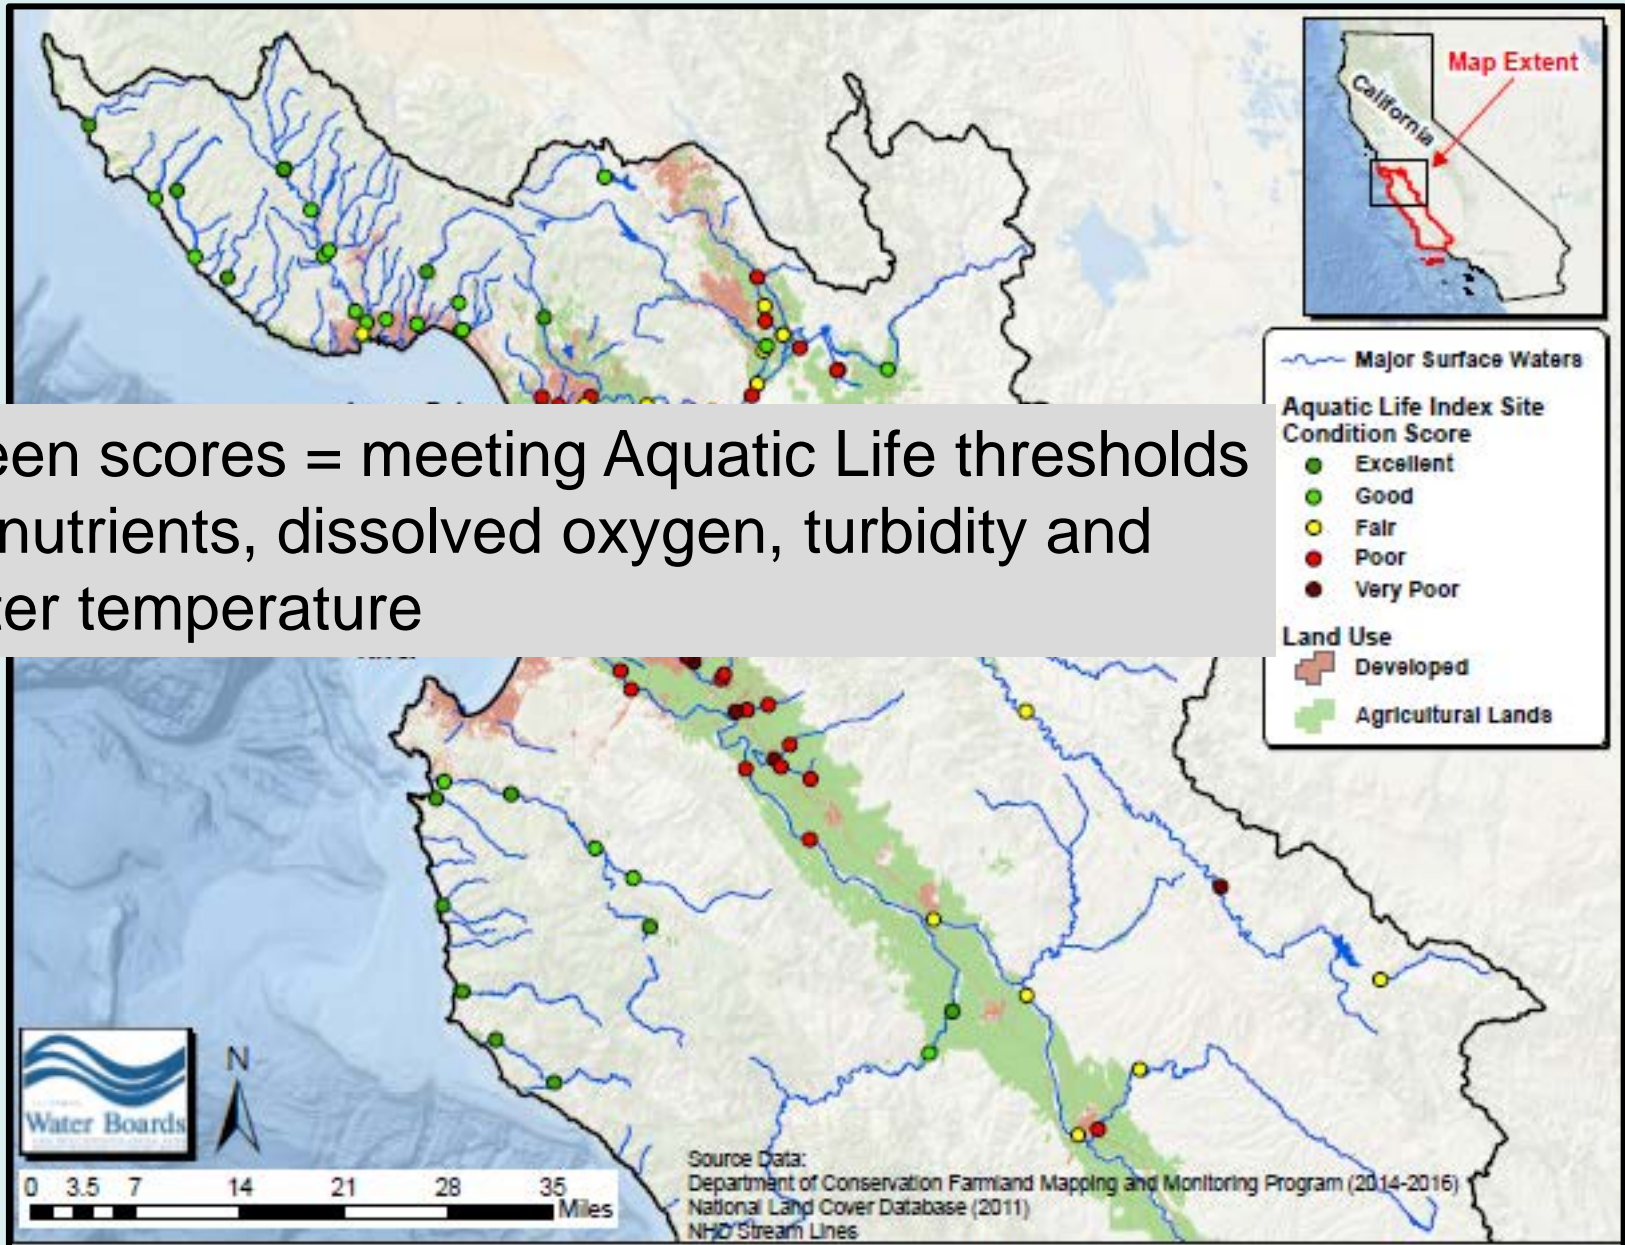 Map Extent
California
Major Surface Waters
Aquatic Life Index Site
Condition Score
Excellent
Good
Fair
Poor
Very Poor
Land Use
Developed
Agricultural Lands
een scores = meeting Aquatic Life thresholds
nutrients, dissolved oxygen, turbidity and
ter temperature
N
Water Boards
0 3.5 7 14 21 28 35
Miles
Source Data:
Department of Conservation Farmland Mapping and Monitoring Program (2014-2016)
National Land Cover Database (2011)
NHD Stream Lines